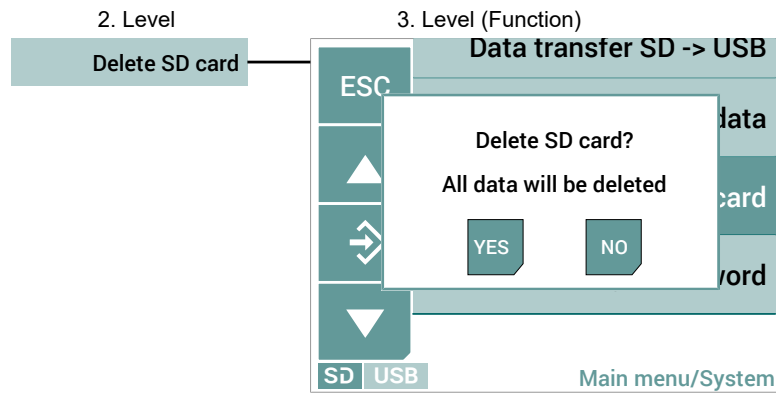 2. Level
3. Level (Function)
Delete SD card
Data transfer SD -> USB
ESC
data
Delete SD card?
All data will be deleted
card
YES
NO
word
SD USB
Main menu/System